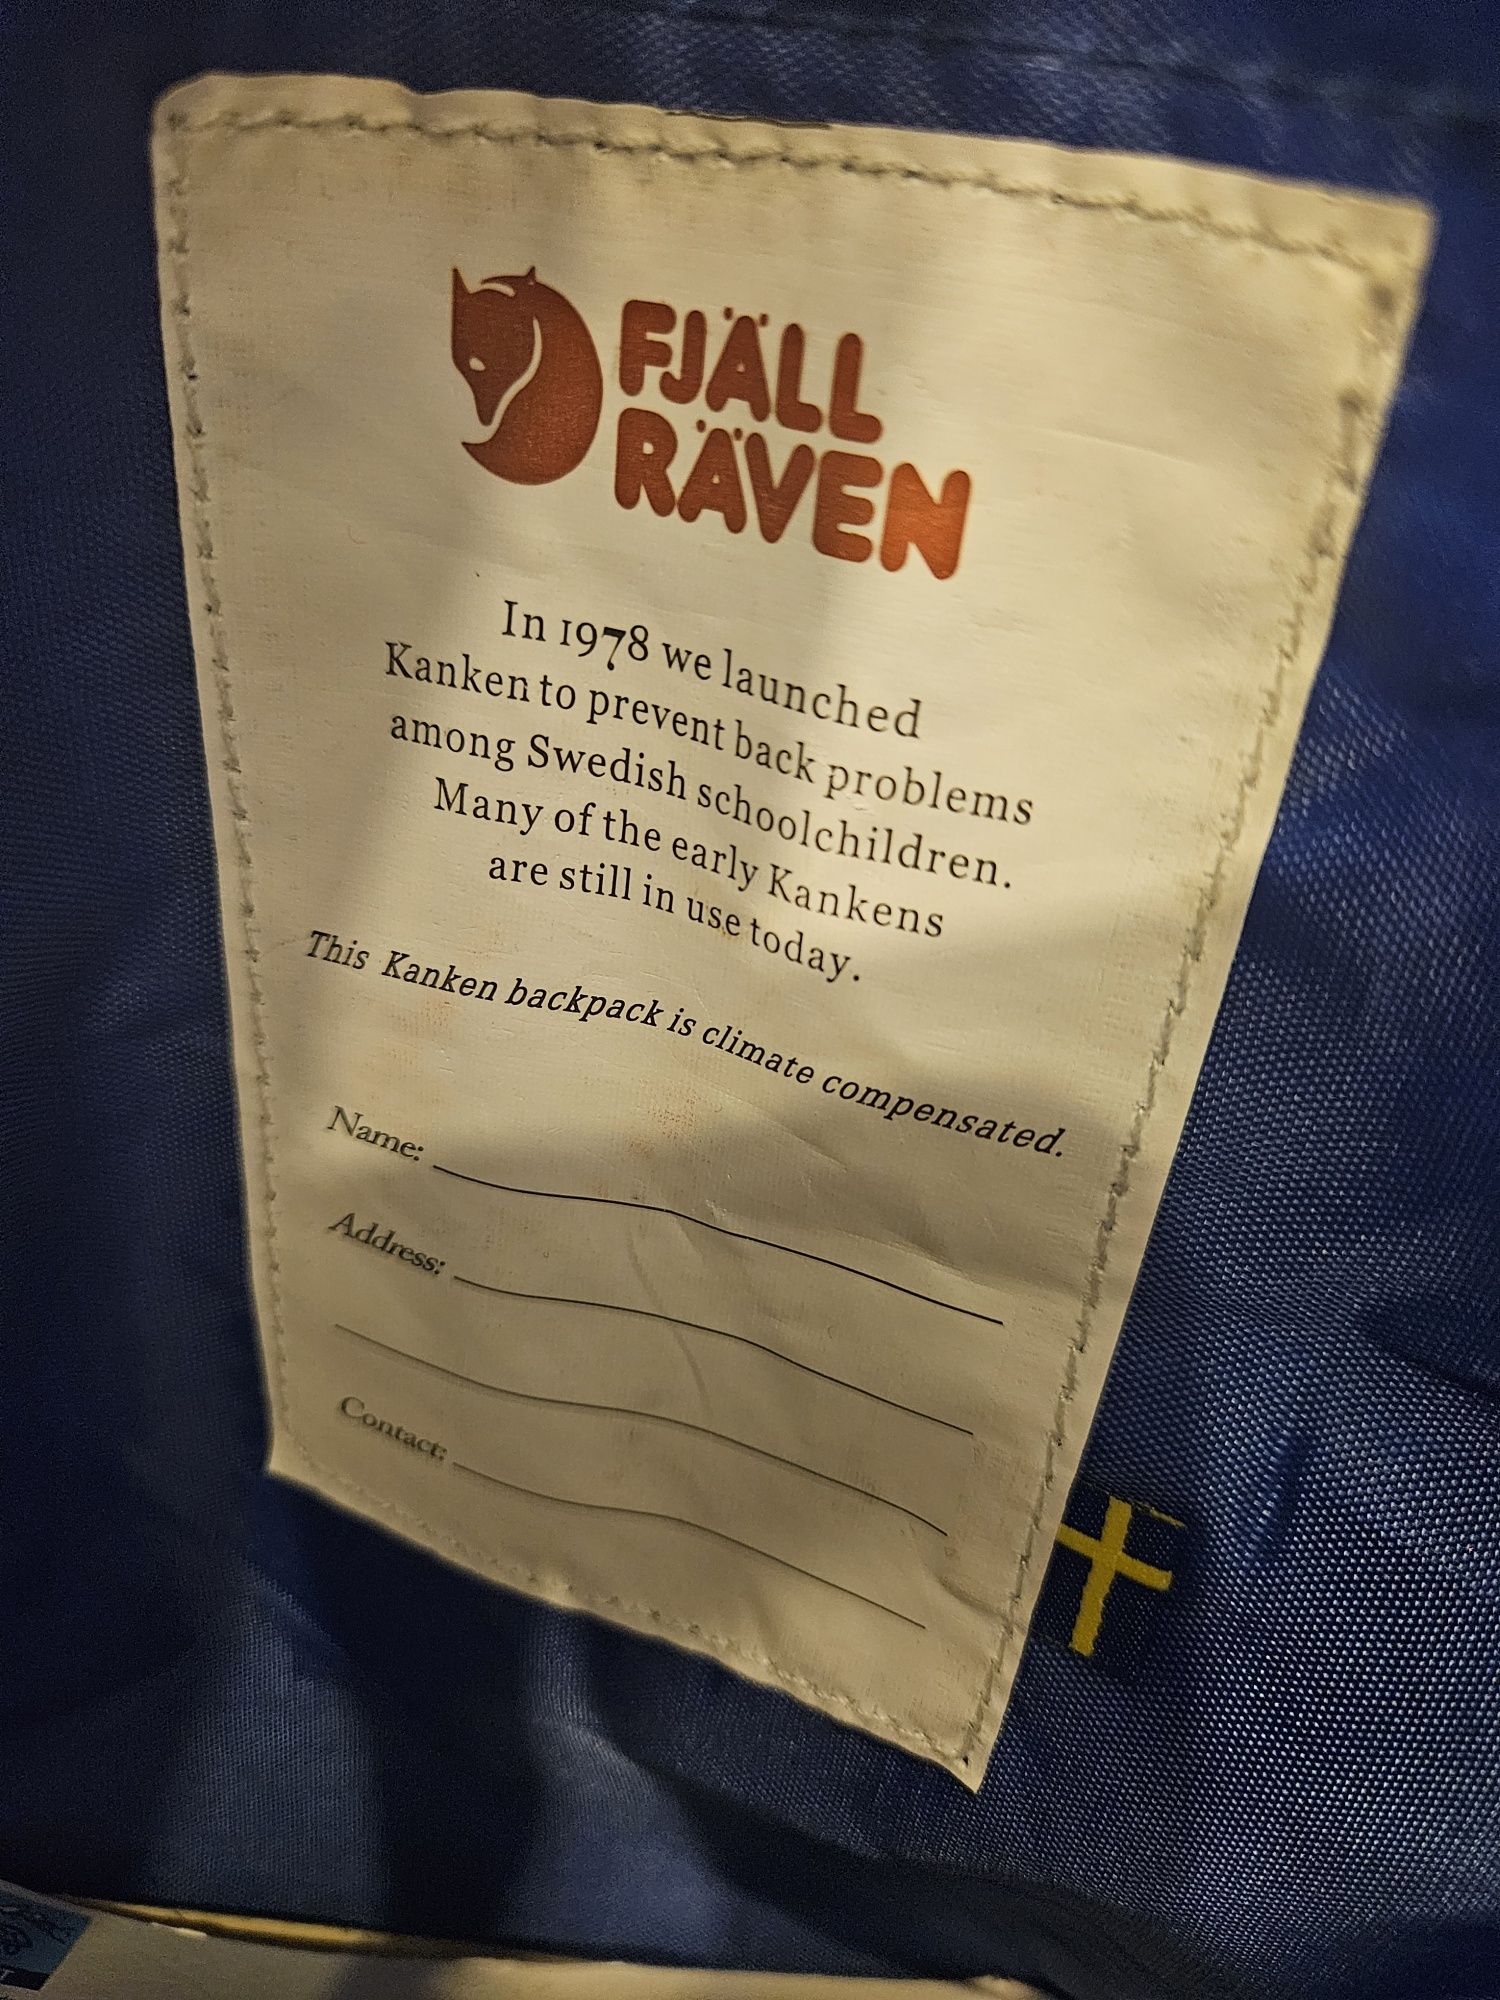 FJÄLL
RÄVEN
In 1978 we launched
Kanken to prevent back problems
among Swedish schoolchildren.
Many of the early Kankens
are still in use today.
This Kanken backpack is climate compensated.
Name:
Address:
Contact: